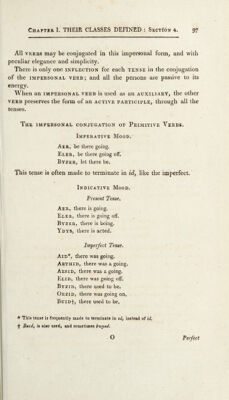 CHAPTER I. THEIR CLASSES DEFINED: SECTION 4. 97
All VERBS may be conjugated in this impersonal form, and with
peculiar elegance and simplicity.
There is only one INFLECTION for each TENSE in the conjugation
of the IMPERSONAL VERB; and all the persons are passive to its
energy.
When an IMPERSONAL VERB is used as an AUXILIARY, the other
VERB preserves the form of an ACTIVE PARTICIPLE, through all the
tenses.
THE IMPERSONAL CONJUGATION OF PRIMITIVE VERBS.
IMPERATIVE MOOD.
AER, be there going.
ELER, be there going off.
BYDER, let there be.
This tense is often made to terminate in id, like the imperfect.
INDICATIVE MOOD.
Present Tense.
AER, there is going.
ELER, there is going off.
BYDER, there is being.
YDYS, there is acted.
Imperfect Tense.
AID*, there was going.
AETHID, there was a going.
ADEID, there was a going.
ELID, there was going off.
BYDID, there used to be.
OEDID, there was going on.
BUID†, there used to be.
* This tense is frequently made to terminate in ed, instead of id.
† Baid, is also used, and sometimes buyed.
O Perfect